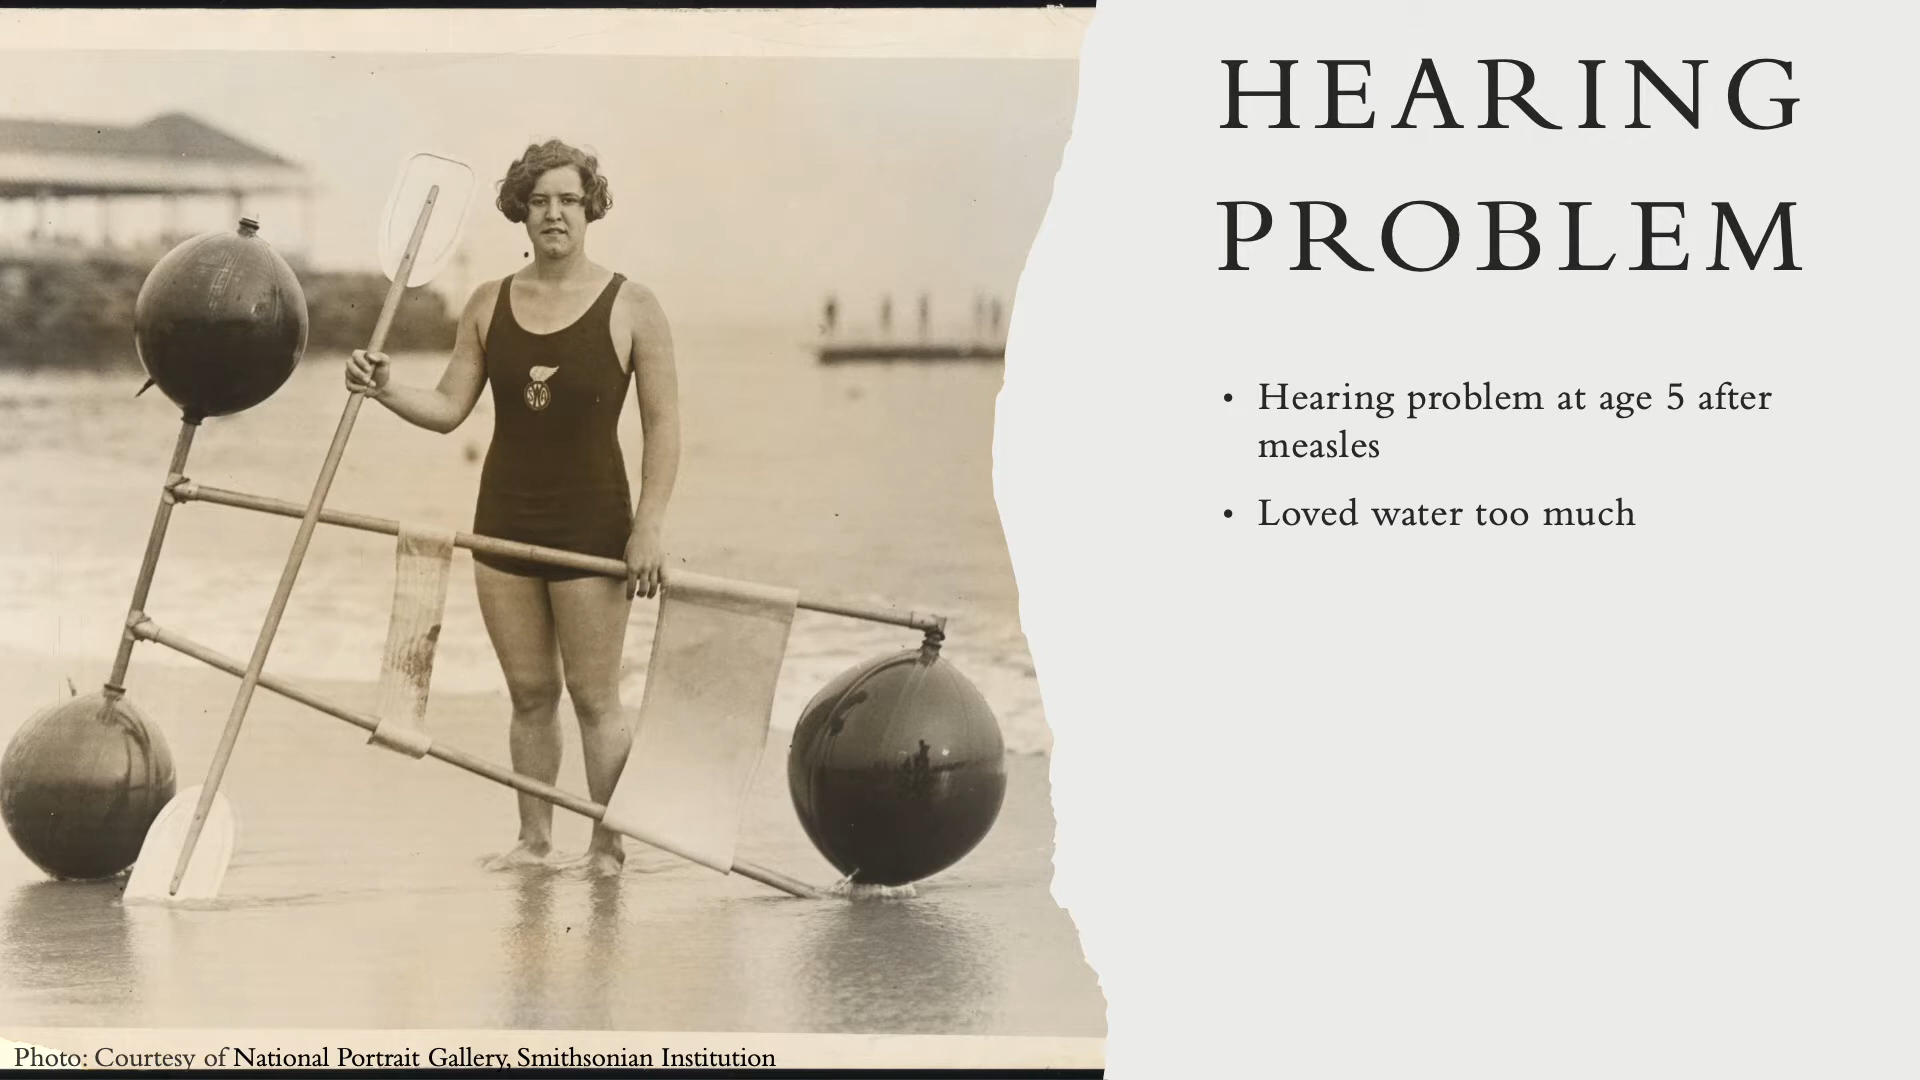 HEARING
PROBLEM
• Hearing problem at age 5 after
measles
• Loved water too much
Photo: Courtesy of National Portrait Gallery, Smithsonian Institution